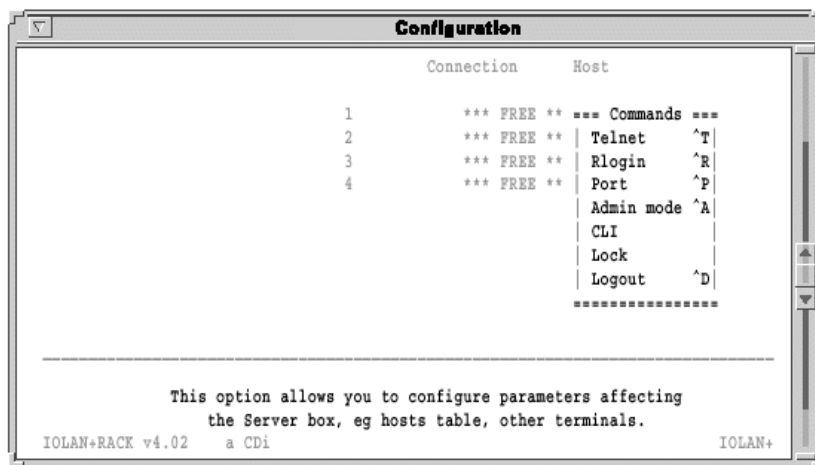 Configuration
Connection Host
1 *** FREE ** === Commands ===
2 *** FREE ** | Telnet ^T|
3 *** FREE ** | Rlogin ^R|
4 *** FREE ** | Port ^P|
| Admin mode ^A|
| CLI |
| Lock |
| Logout ^D|
================
This option allows you to configure parameters affecting
the Server box, eg hosts table, other terminals.
IOLAN+RACK v4.02 a CDi IOLAN+